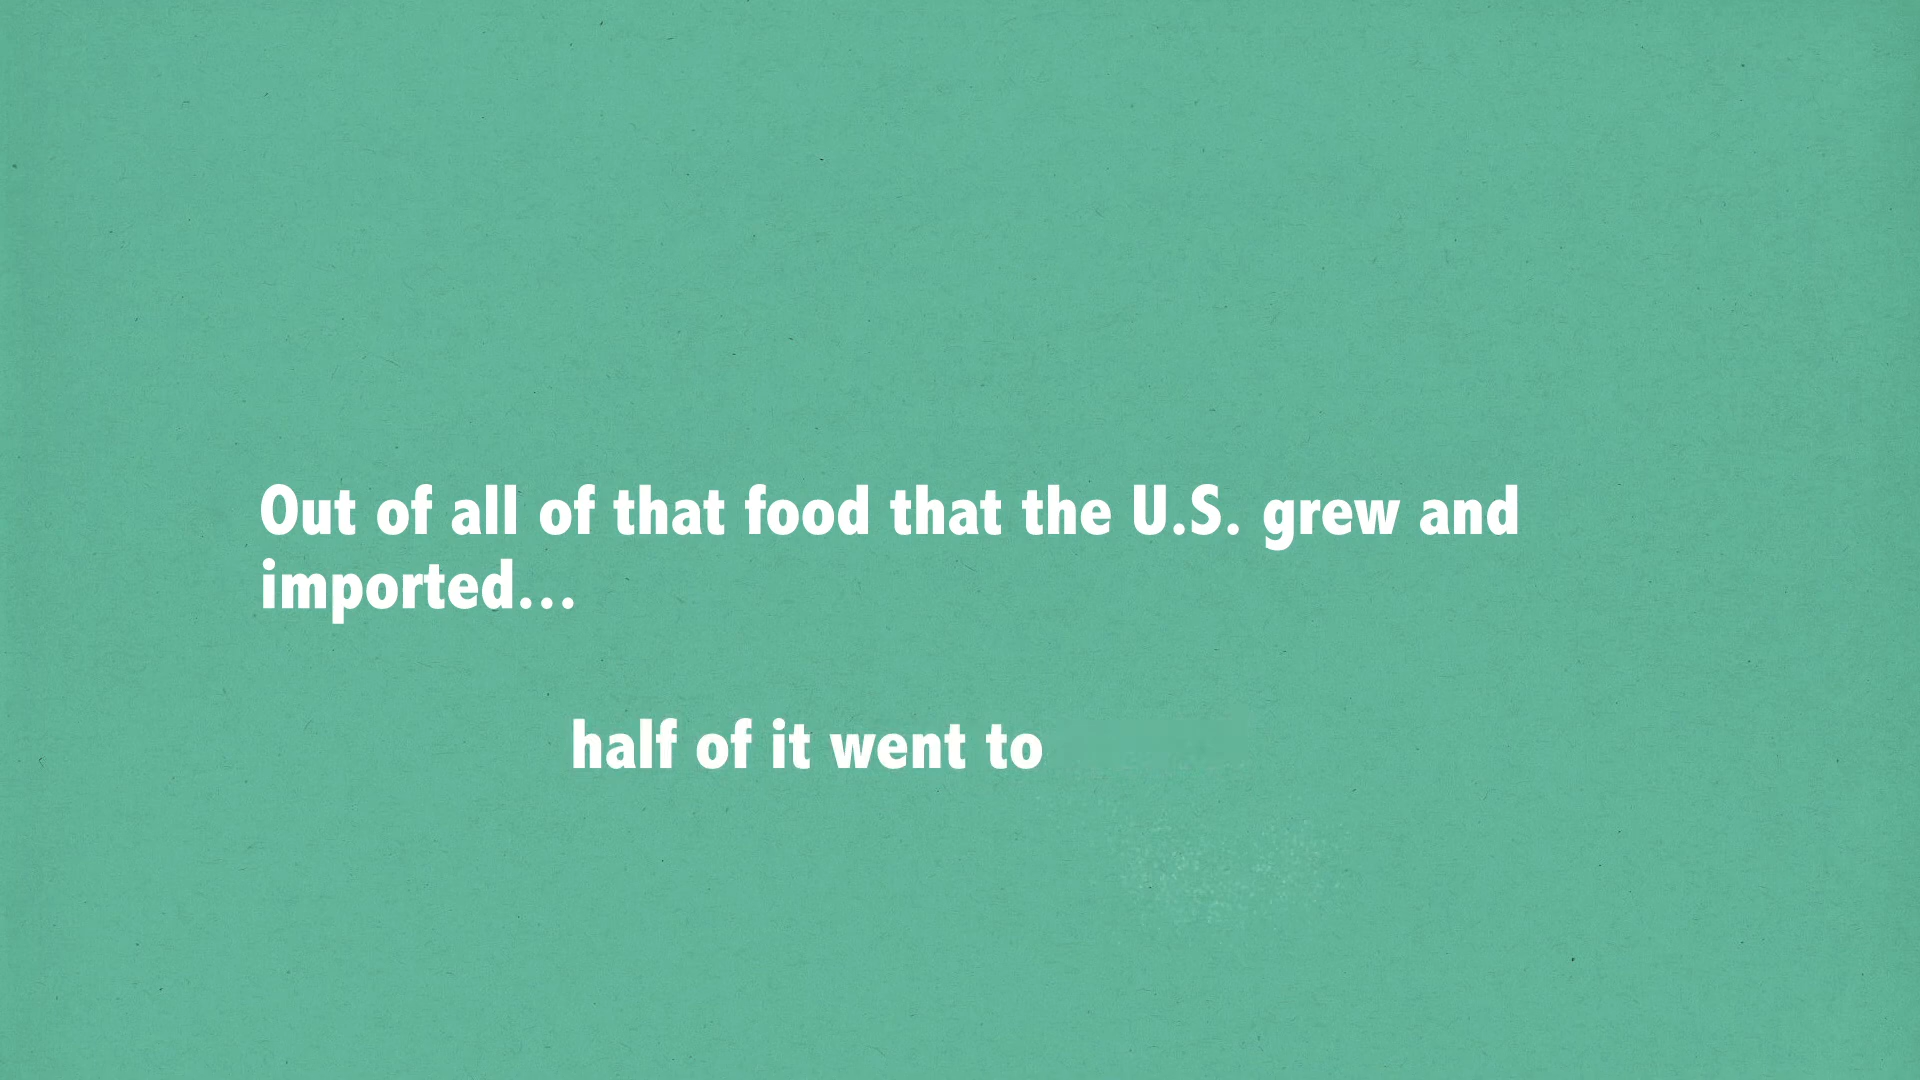 Out of all of that food that the U.S. grew and
imported...
half of it went to